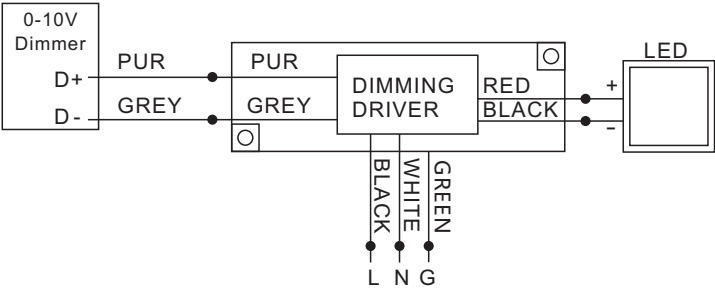 0-10V
Dimmer
D+
D-
PUR
GREY
PUR
GREY
DIMMING
DRIVER
RED
BLACK
LED
+
-
BLACK
WHITE
GREEN
L N G